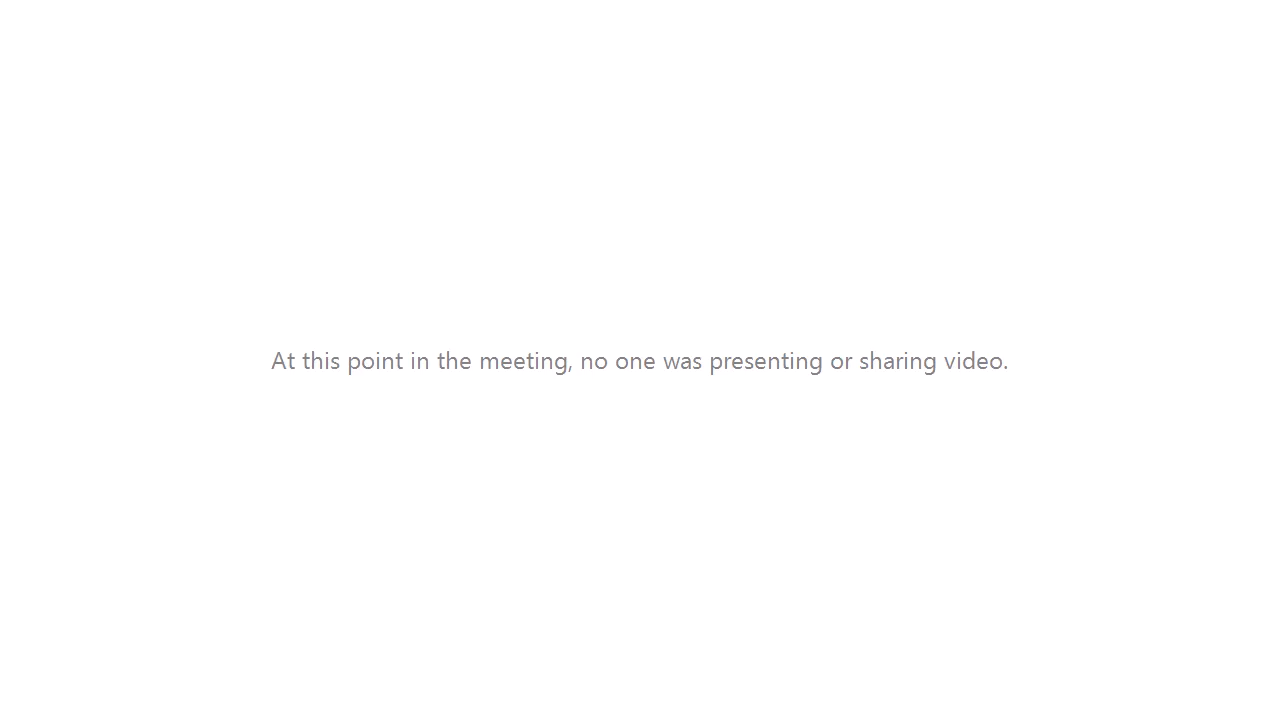 At this point in the meeting, no one was presenting or sharing video.